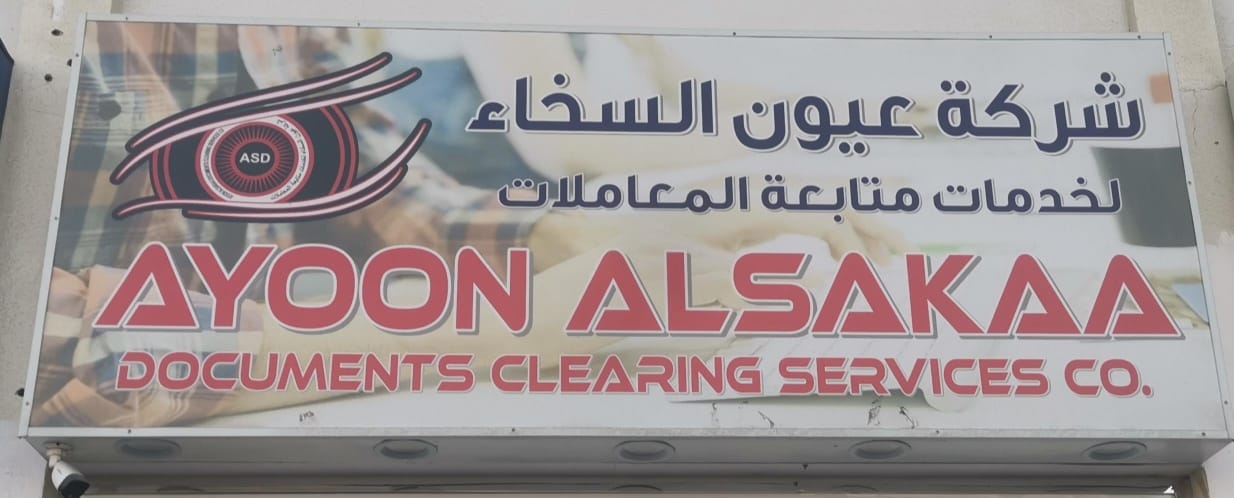 شركة عيون السخاء
لخدمات متابعة المعاملات
ASD
AYOON ALSAKAA
DOCUMENTS CLEARING SERVICES CO.